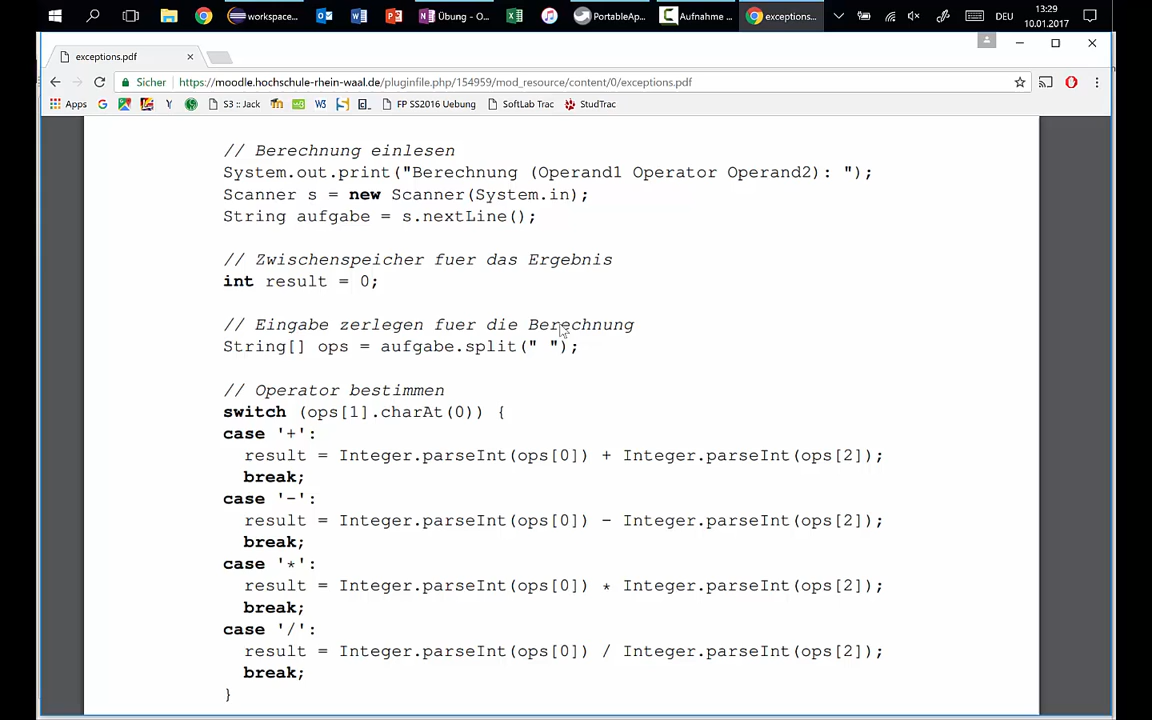 workspace...
Übung - O...
PortableAp...
Aufnahme ...
exceptions...
DEU
13:29
10.01.2017
exceptions.pdf
Sicher
https://moodle.hochschule-rhein-waal.de/pluginfile.php/154959/mod_resource/content/0/exceptions.pdf
Apps
S3 :: Jack
FP SS2016 Uebung
SoftLab Trac
StudTrac
// Berechnung einlesen
System.out.print("Berechnung (Operand1 Operator Operand2): ");
Scanner s = new Scanner(System.in);
String aufgabe = s.nextLine();
// Zwischenspeicher fuer das Ergebnis
int result = 0;
// Eingabe zerlegen fuer die Berechnung
String[] ops = aufgabe.split(" ");
// Operator bestimmen
switch (ops[1].charAt(0)) {
case '+':
result = Integer.parseInt(ops[0]) + Integer.parseInt(ops[2]);
break;
case '-':
result = Integer.parseInt(ops[0]) - Integer.parseInt(ops[2]);
break;
case '*':
result = Integer.parseInt(ops[0]) * Integer.parseInt(ops[2]);
break;
case '/':
result = Integer.parseInt(ops[0]) / Integer.parseInt(ops[2]);
break;
}